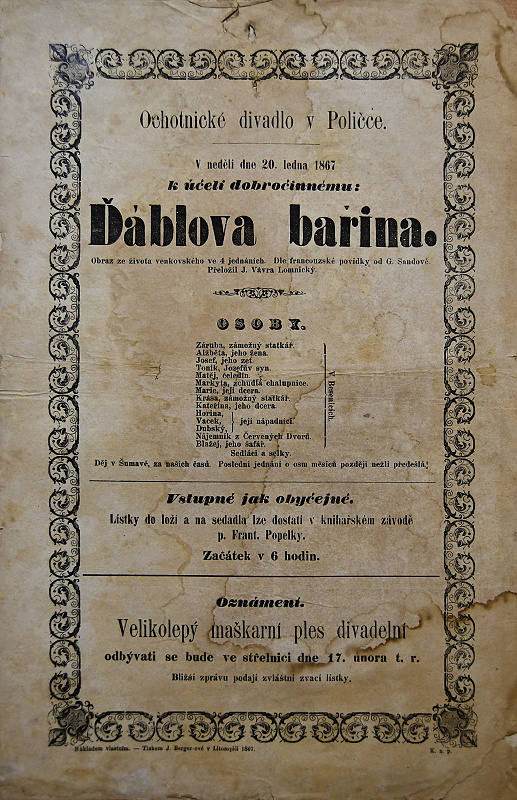 Ochotnické divadlo v Poličce.
V neděli dne 20. ledna 1867
k účeli dobročinnému:
Ďáblova bařina.
Obraz ze života venkovského ve 4 jednáních. Dle francouzské povídky od G. Sandové.
Přeložil J. Vávra Lomnický.
OSOBY.
Záruba, zámožný statkář.
Alžběta, jeho žena.
Josef, jeho zeť.
Toník, Josefův syn.
Matěj, čeledín.
Markyta, zchudlá chalupnice.
Marie, její dcera.
Krása, zámožný statkář.
Kateřina, jeho dcera.
Horina,
Vacek, její nápadníci.
Dubský,
Nájemník z Červených Dvorů.
Blažej, jeho šafář.
V Besenicích.
Sedláci a selky.
Děj v Šumavě, za našich časů. Poslední jednání o osm měsíců později nežli předešlá!
Vstupné jak obyčejné.
Lístky do loží a na sedadla lze dostati v knihařském závodě
p. Frant. Popelky.
Začátek v 6 hodin.
Oznámení.
Velikolepý maškarní ples divadelní
odbývati se bude ve střelnici dne 17. února t. r.
Bližší zprávu podají zvláštní zvací lístky.
Nákladem vlastním. — Tiskem J. Berger-ové v Litomyšli 1867.
K. n. p.